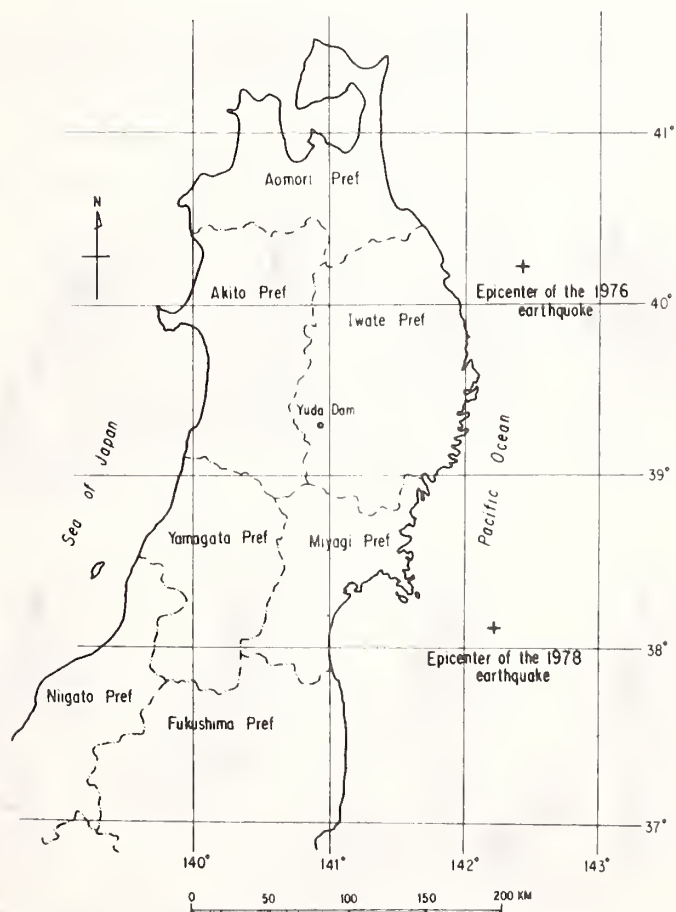 41°
Aomori Pref
N
Akito Pref
Epicenter of the 1976
earthquoke
40°
Iwate Pref
Yuda Dam
Sea of Japan
Pacific Ocean
39°
Yamagata Pref
Miyagi Pref
38°
Epicenter of the 1978
earthquake
Niigato Pref
Fukushima Pref
37°
140° 141° 142° 143°
0 50 100 150 200 KM